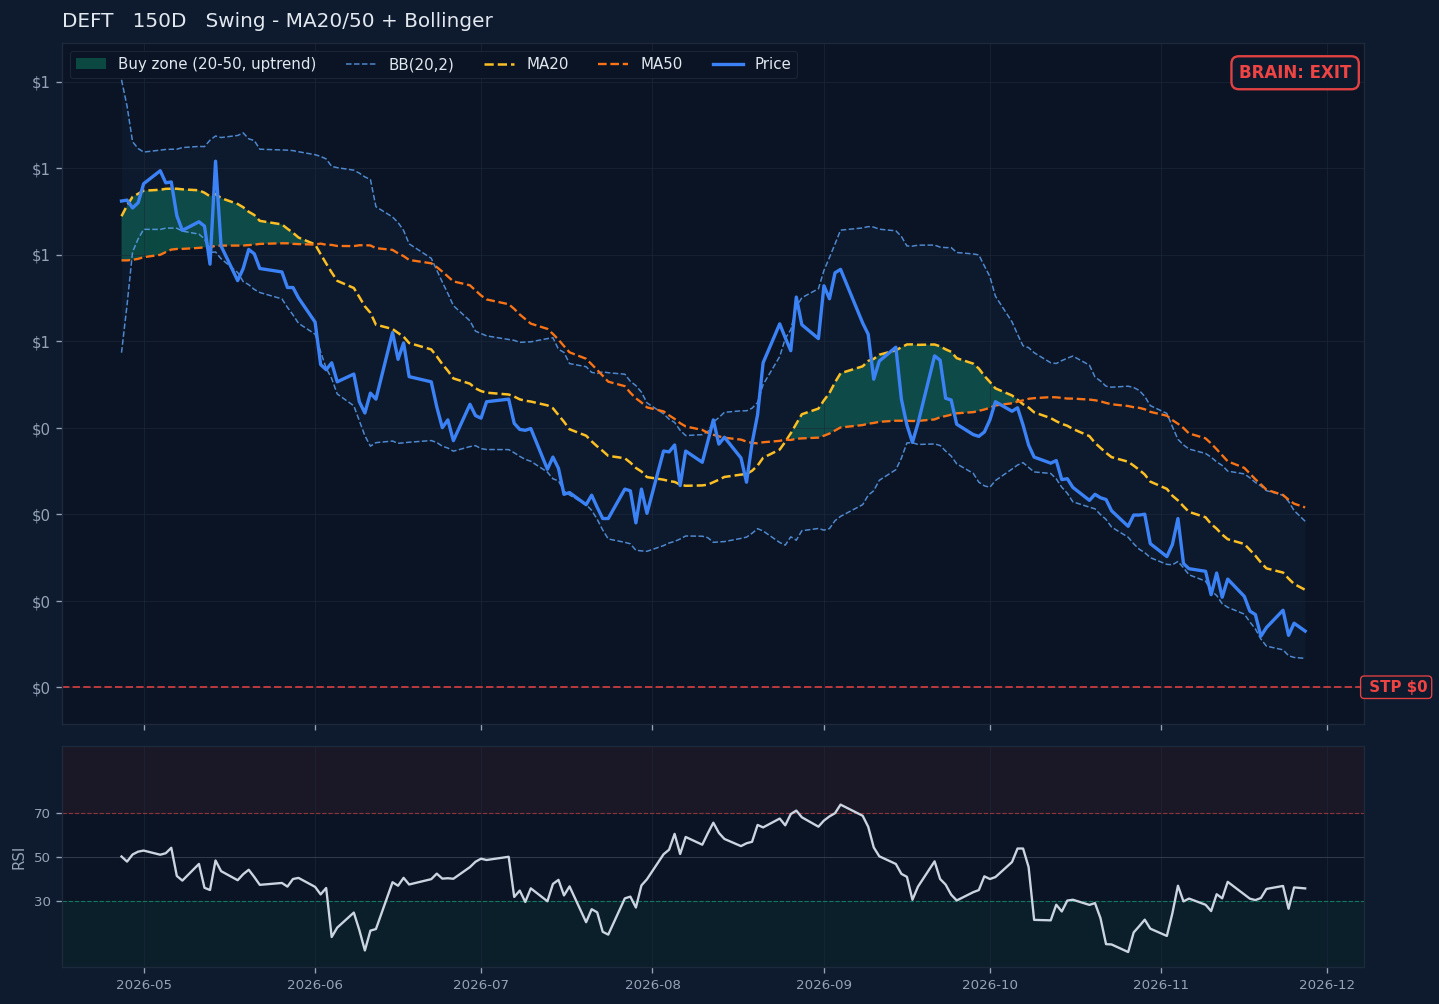 DEFT   150D   Swing - MA20/50 + Bollinger
Buy zone (20-50, uptrend)   BB(20,2)   MA20   MA50   Price
BRAIN: EXIT
$1
$1
$1
$1
$0
$0
$0
$0
STP $0
RSI
70
50
30
2026-05   2026-06   2026-07   2026-08   2026-09   2026-10   2026-11   2026-12